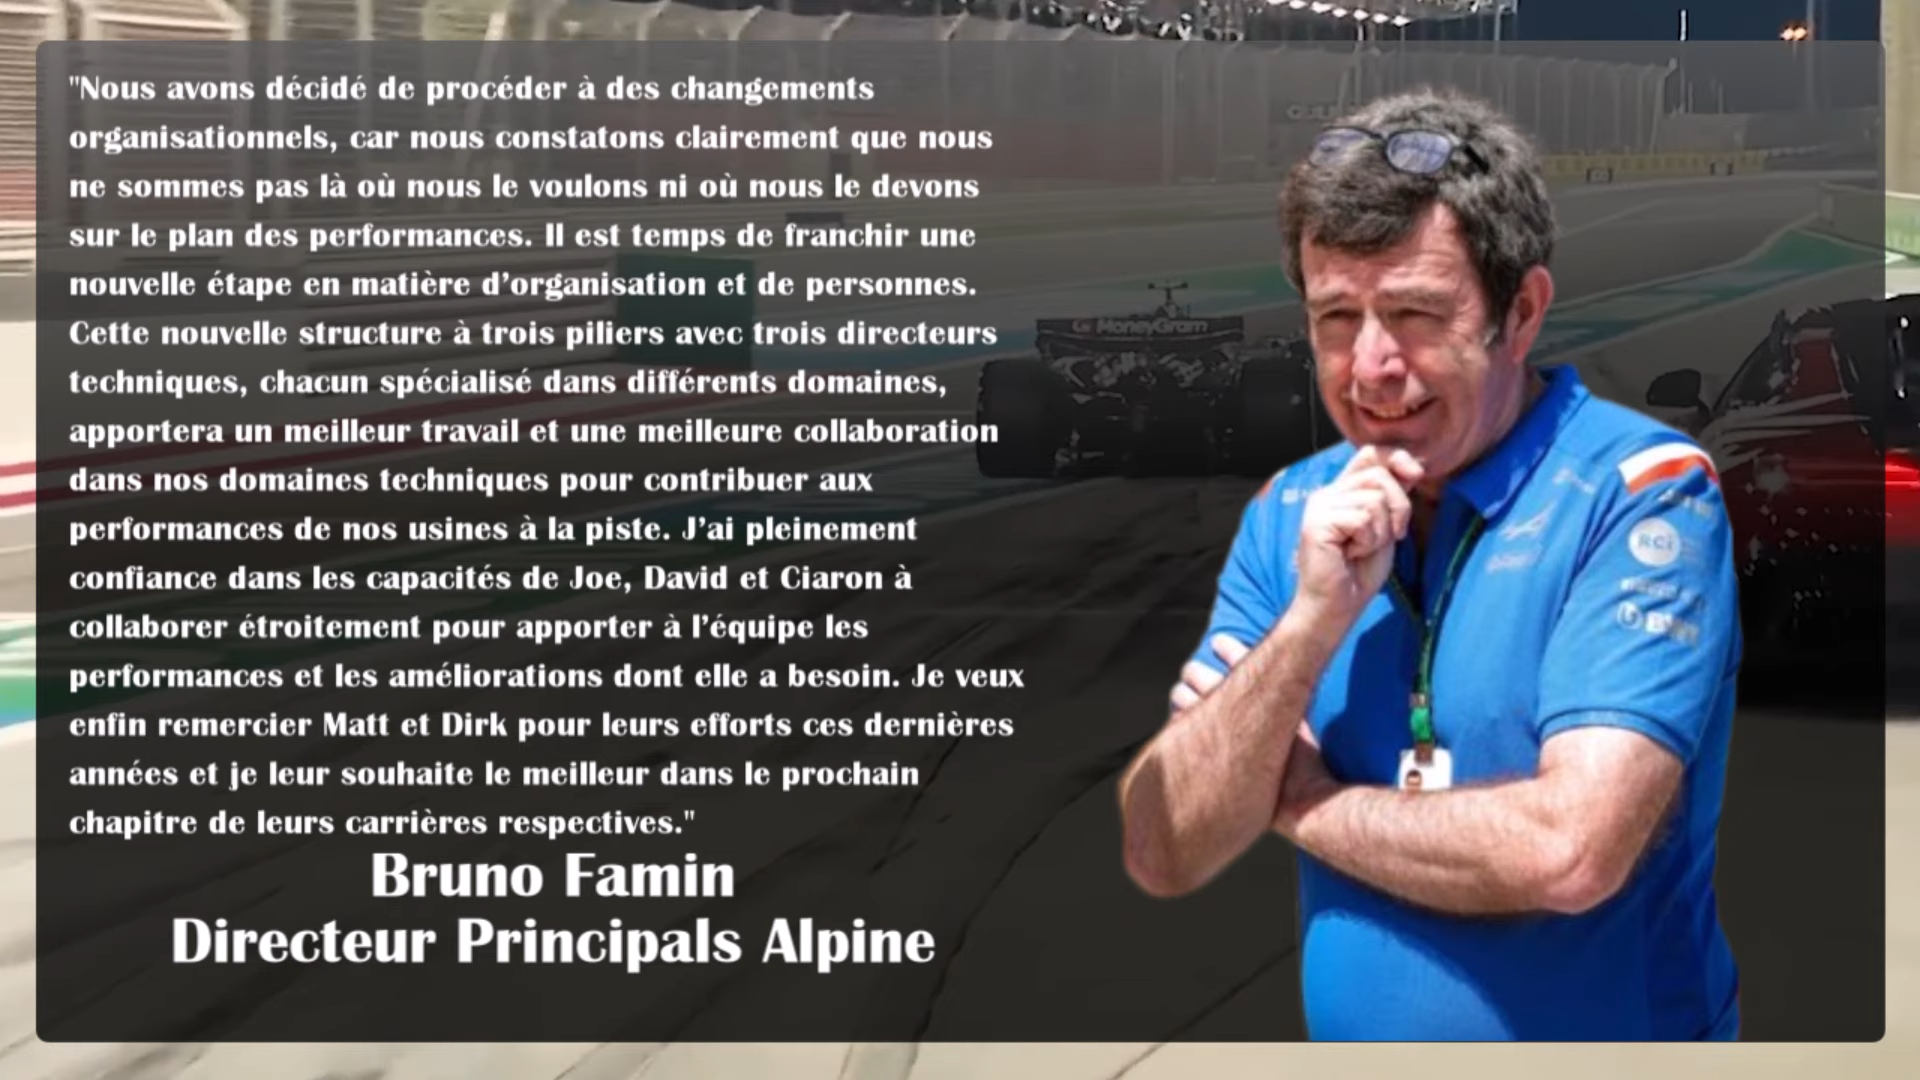 "Nous avons décidé de procéder à des changements
organisationnels, car nous constatons clairement que nous
ne sommes pas là où nous le voulons ni où nous le devons
sur le plan des performances. Il est temps de franchir une
nouvelle étape en matière d’organisation et de personnes.
Cette nouvelle structure à trois piliers avec trois directeurs
techniques, chacun spécialisé dans différents domaines,
apportera un meilleur travail et une meilleure collaboration
dans nos domaines techniques pour contribuer aux
performances de nos usines à la piste. J’ai pleinement
confiance dans les capacités de Joe, David et Ciaron à
collaborer étroitement pour apporter à l’équipe les
performances et les améliorations dont elle a besoin. Je veux
enfin remercier Matt et Dirk pour leurs efforts ces dernières
années et je leur souhaite le meilleur dans le prochain
chapitre de leurs carrières respectives."
Bruno Famin
Directeur Principals Alpine
MoneyGram
RCI
BWT